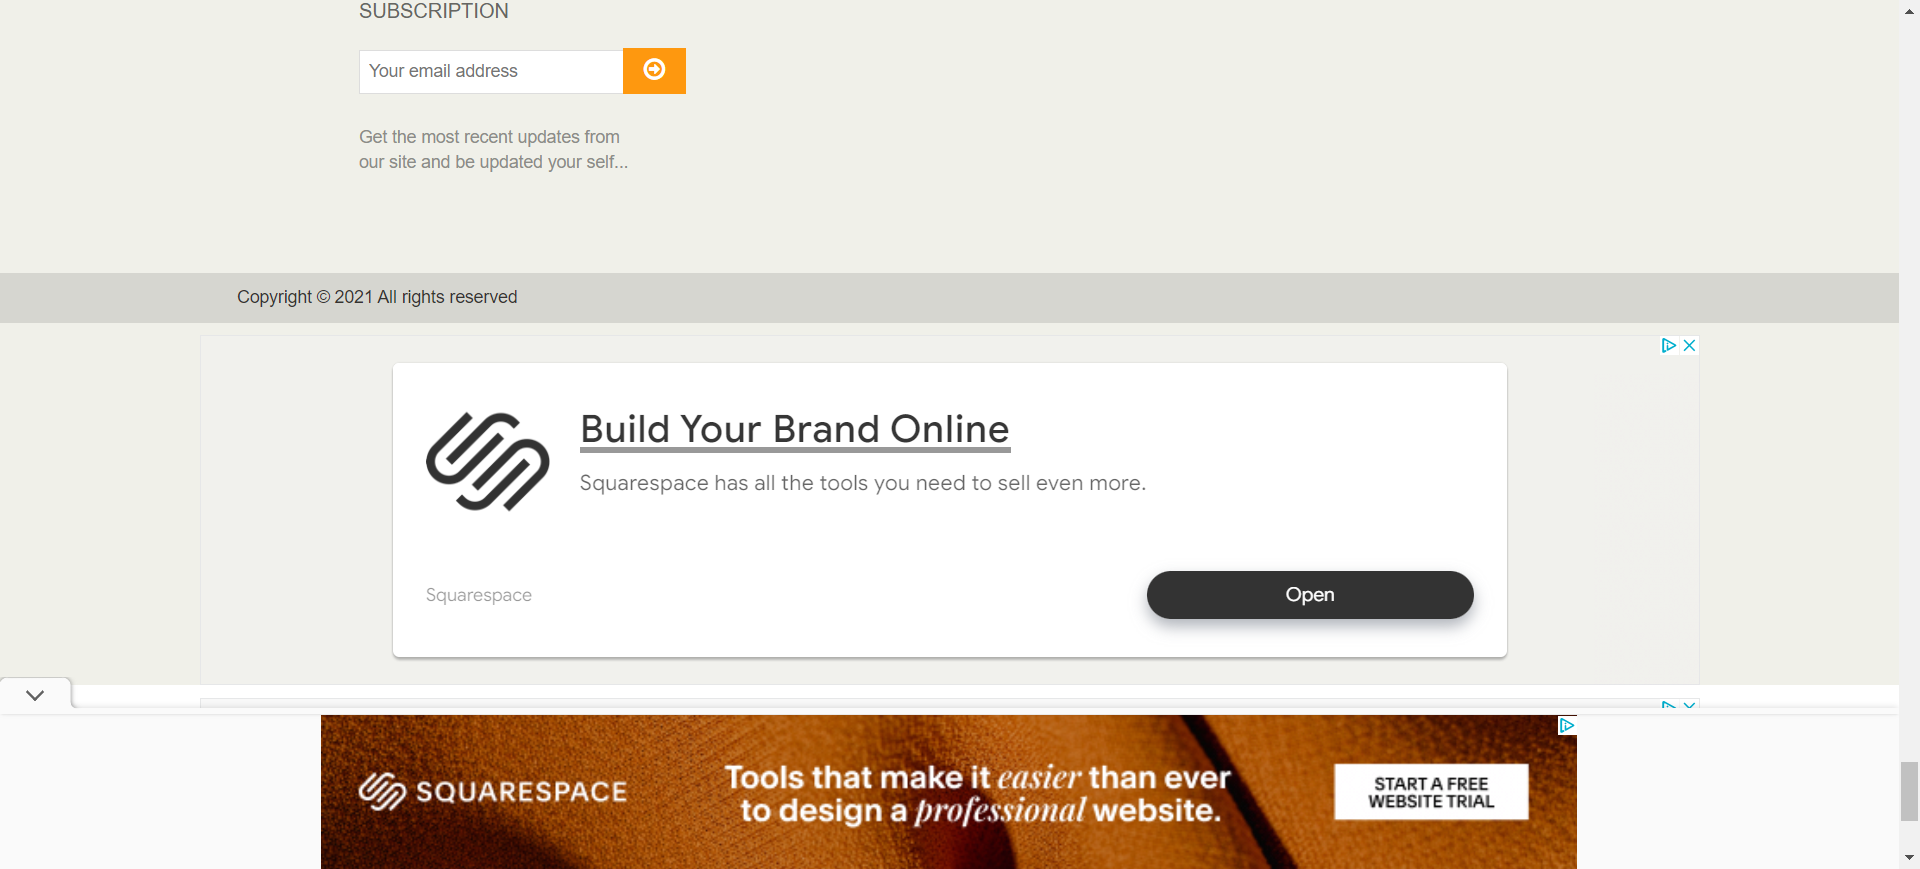 SUBSCRIPTION
Your email address
Get the most recent updates from
our site and be updated your self...
Copyright © 2021 All rights reserved
Build Your Brand Online
Squarespace has all the tools you need to sell even more.
Squarespace
Open
SQUARESPACE
Tools that make it easier than ever
to design a professional website.
START A FREE
WEBSITE TRIAL